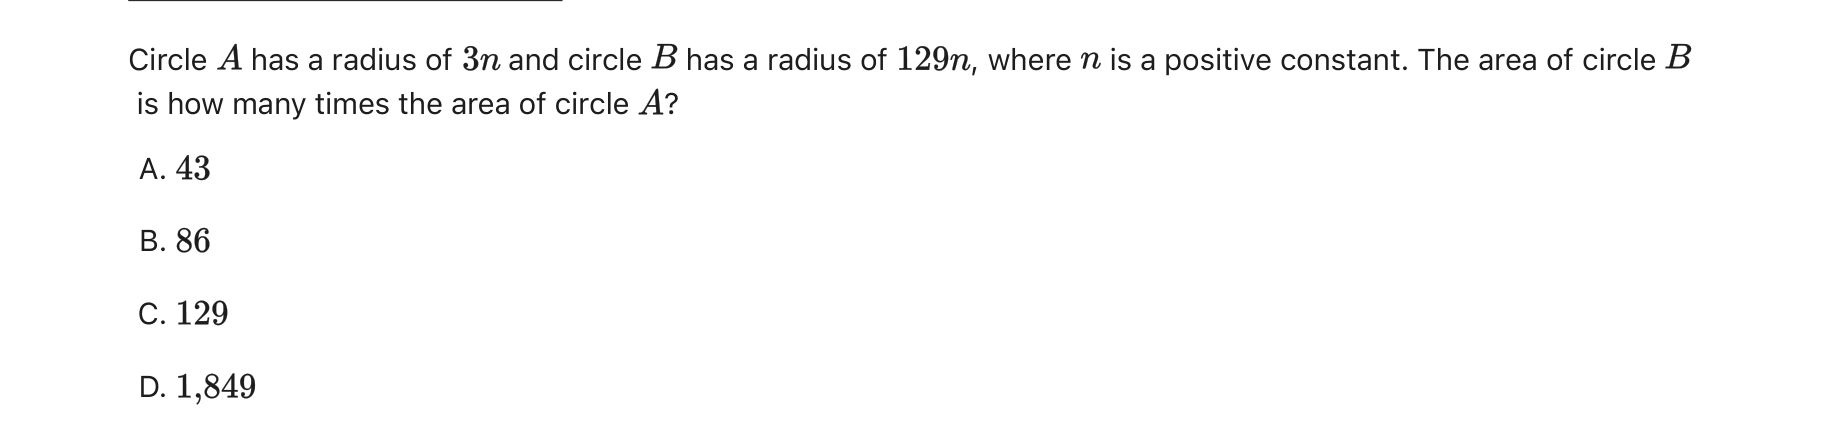 Circle A has a radius of 3n and circle B has a radius of 129n, where n is a positive constant. The area of circle B
is how many times the area of circle A?
A. 43
B. 86
C. 129
D. 1,849